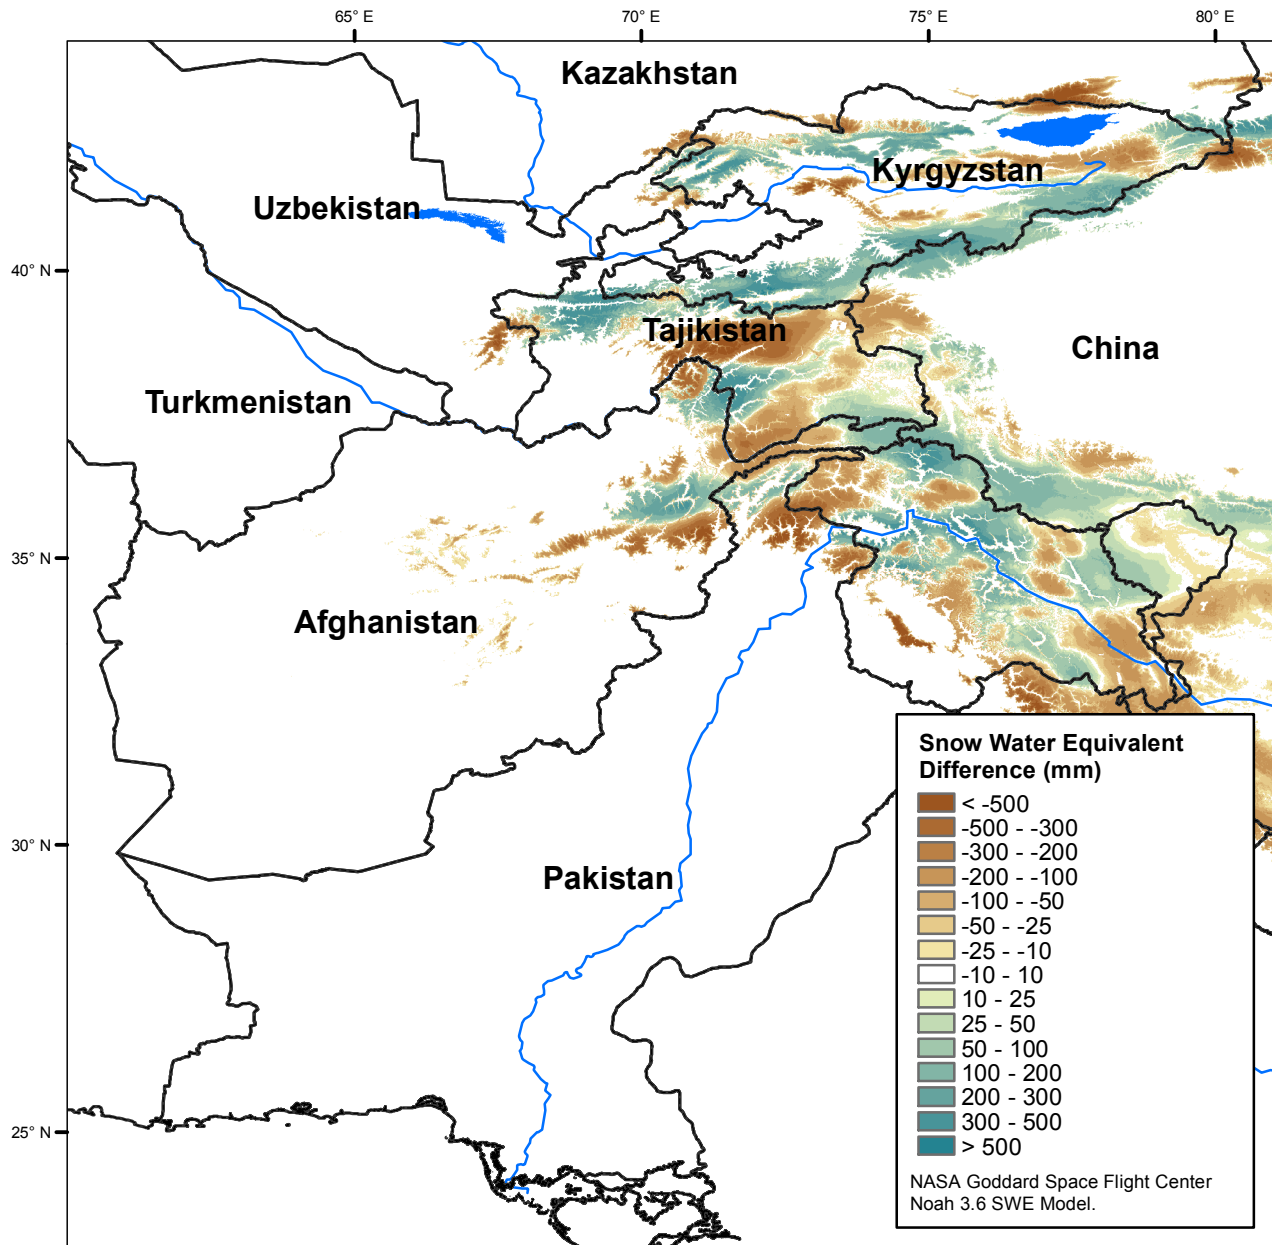 65° E
70° E
75° E
80° E
Kazakhstan
Kyrgyzstan
Uzbekistan
40° N
Tajikistan
China
Turkmenistan
35° N
Afghanistan
30° N
Pakistan
25° N
Snow Water Equivalent
Difference (mm)
< -500
-500 - -300
-300 - -200
-200 - -100
-100 - -50
-50 - -25
-25 - -10
-10 - 10
10 - 25
25 - 50
50 - 100
100 - 200
200 - 300
300 - 500
> 500
NASA Goddard Space Flight Center
Noah 3.6 SWE Model.